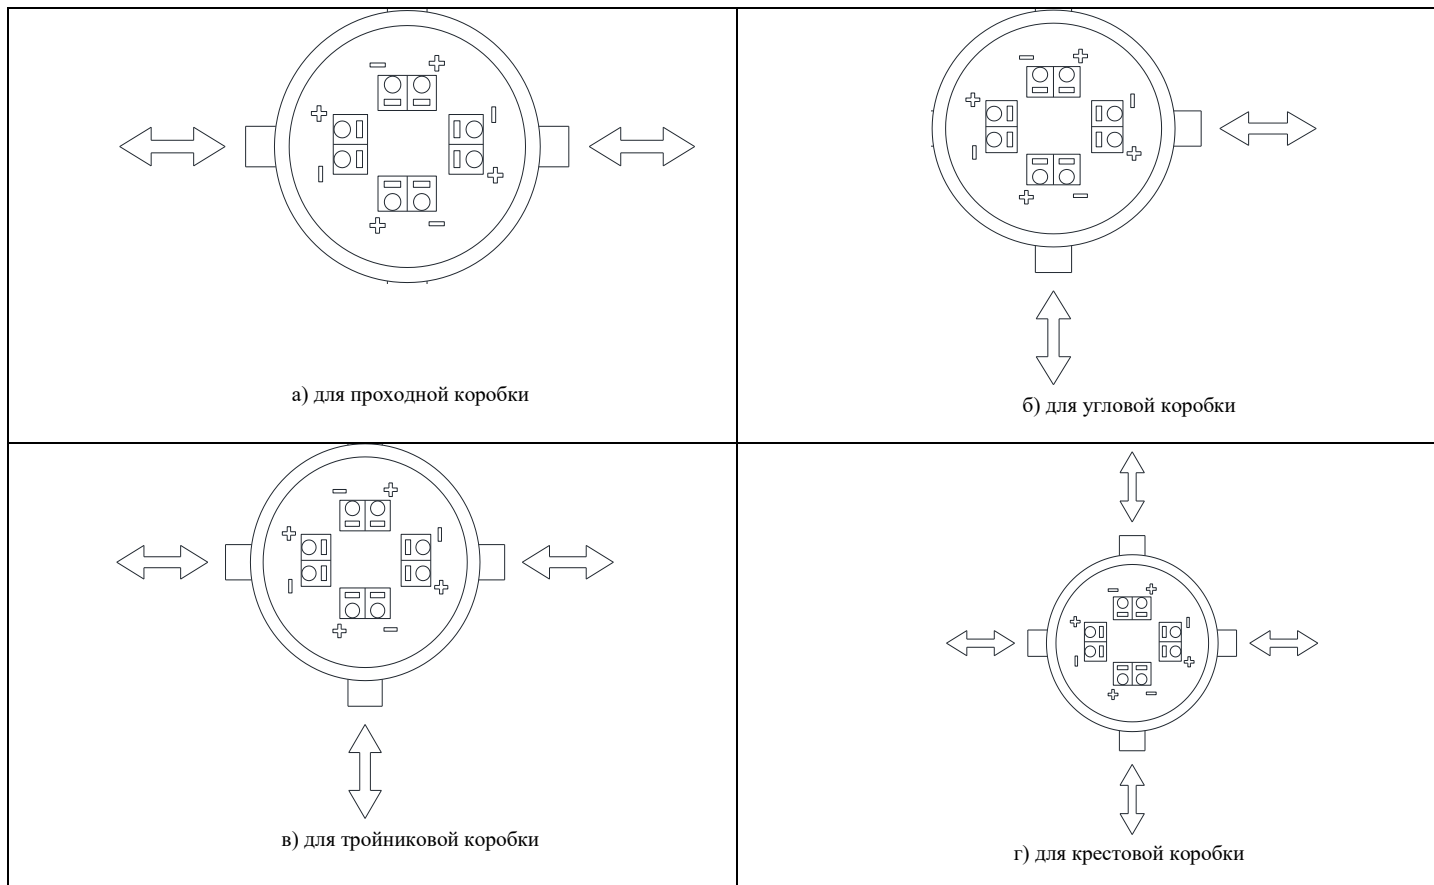 а) для проходной коробки
б) для угловой коробки
в) для тройниковой коробки
г) для крестовой коробки